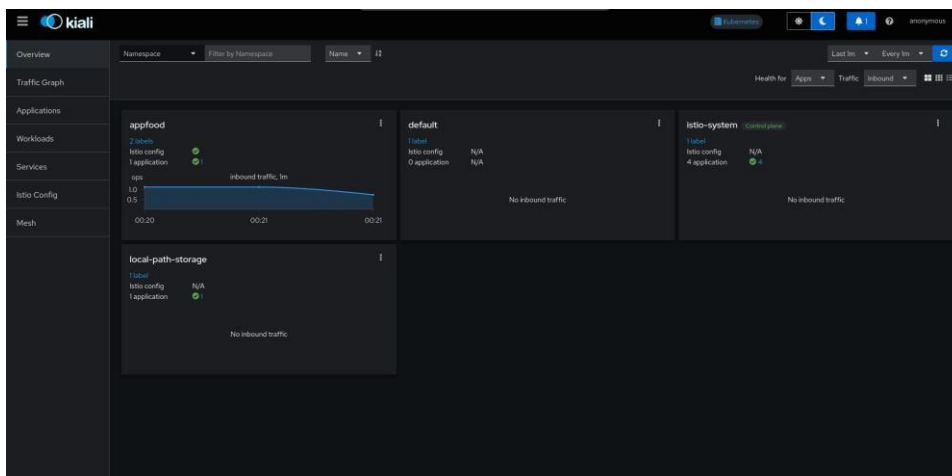 kiali
Kubernetes
1
anonymous
Overview
Traffic Graph
Applications
Workloads
Services
Istio Config
Mesh
Namespace Filter by Namespace Name
Last 1m Every 1m
Health for Apps Traffic Inbound
appfood
2 labels
Istio config
1 application 1
ops inbound traffic, 1m
1.0
0.5
00:20 00:21 00:21
default
1 label
Istio config N/A
0 application N/A
No inbound traffic
istio-system Control plane
1 label
Istio config N/A
4 application 4
No inbound traffic
local-path-storage
1 label
Istio config N/A
1 application 1
No inbound traffic